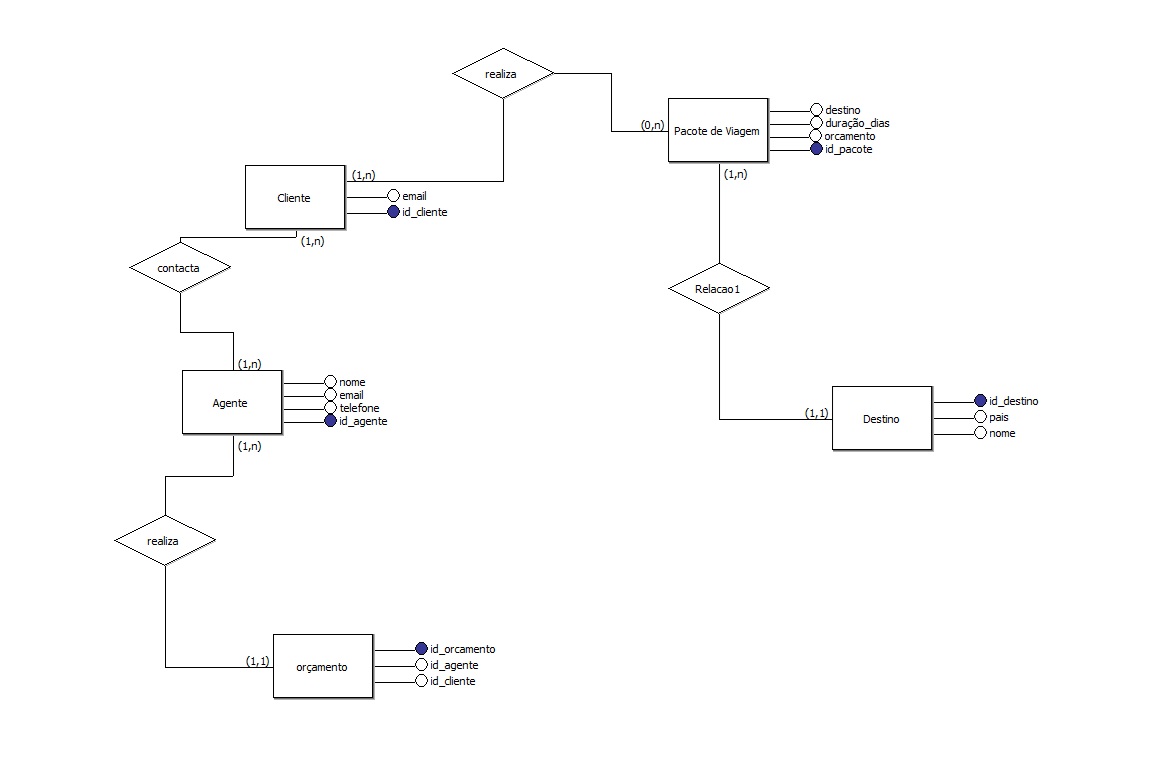 realiza
(0,n)
Pacote de Viagem
destino
duração_dias
orcamento
id_pacote
(1,n)
Cliente
(1,n)
email
id_cliente
(1,n)
contacta
Relacao1
(1,n)
Agente
nome
email
telefone
id_agente
(1,n)
(1,1)
Destino
id_destino
pais
nome
realiza
(1,1)
orçamento
id_orcamento
id_agente
id_cliente